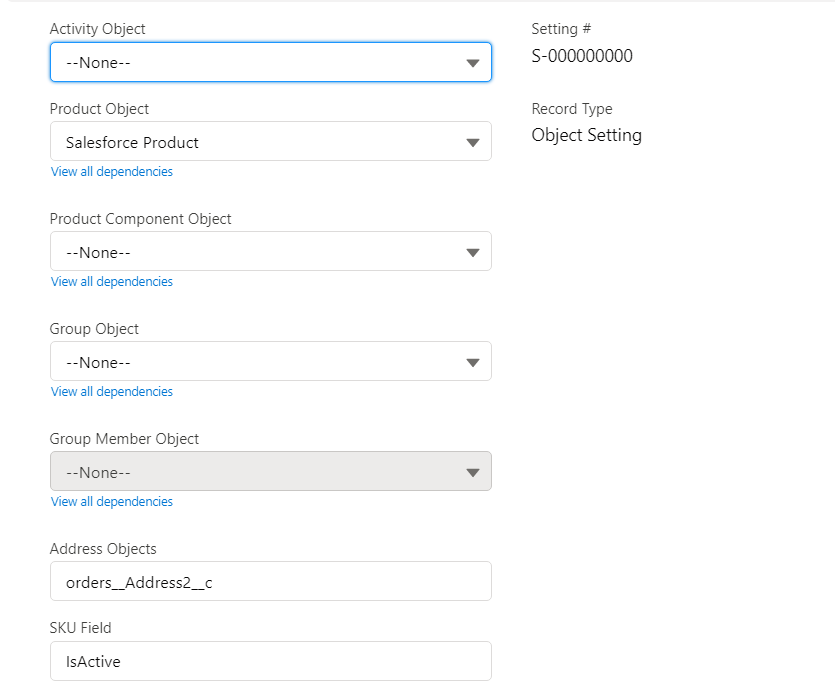 Activity Object
--None--
Product Object
Salesforce Product
View all dependencies
Product Component Object
--None--
View all dependencies
Group Object
--None--
View all dependencies
Group Member Object
--None--
View all dependencies
Address Objects
orders__Address2__c
SKU Field
IsActive
Setting #
S-000000000
Record Type
Object Setting